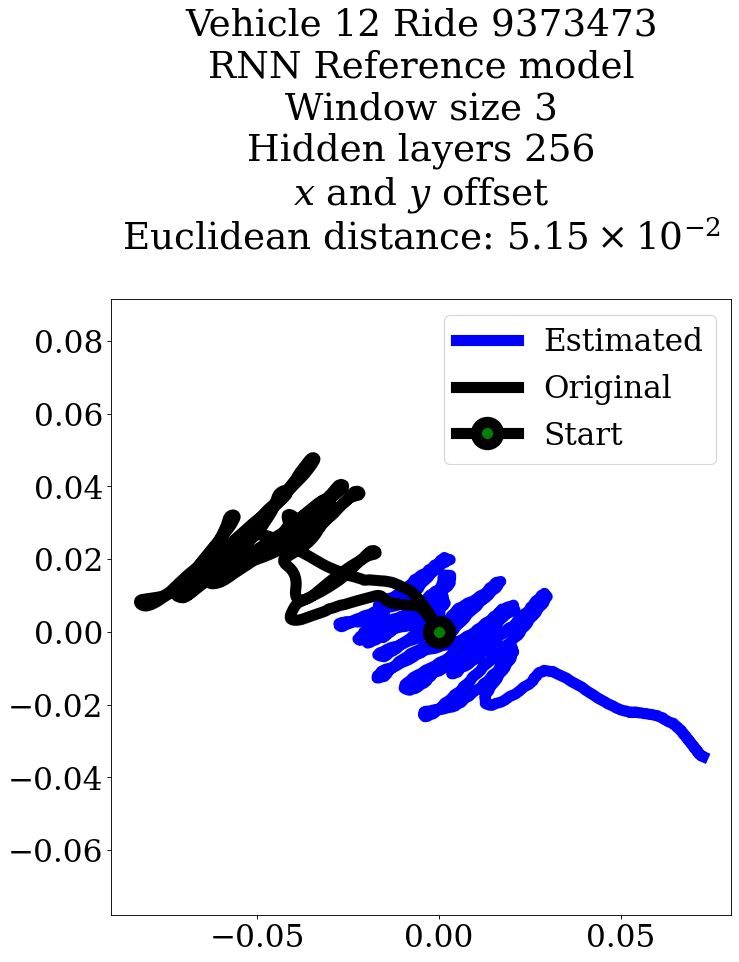 Vehicle 12 Ride 9373473
RNN Reference model
Window size 3
Hidden layers 256
x and y offset
Euclidean distance: 5.15 × 10⁻²
Estimated
Original
Start
0.08
0.06
0.04
0.02
0.00
−0.02
−0.04
−0.06
−0.05 0.00 0.05